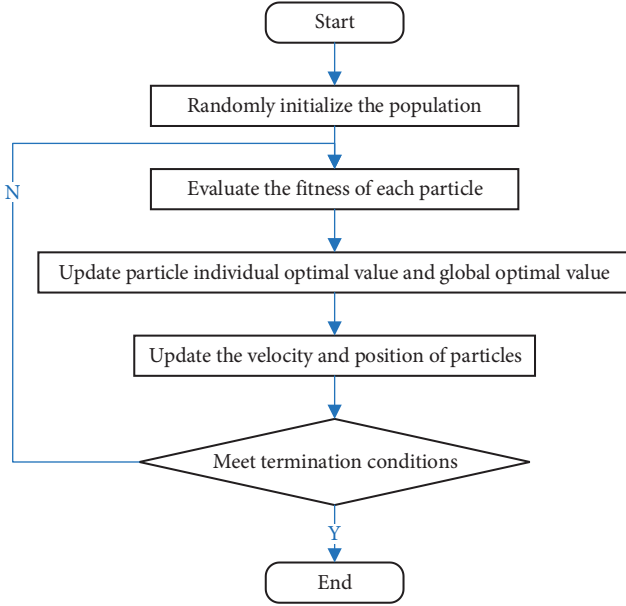 Start
Randomly initialize the population
N
Evaluate the fitness of each particle
Update particle individual optimal value and global optimal value
Update the velocity and position of particles
Meet termination conditions
Y
End